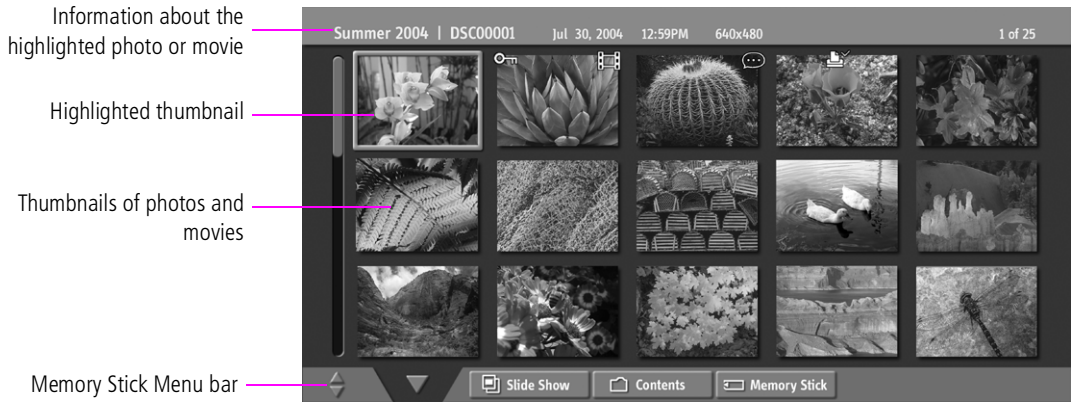 Information about the
highlighted photo or movie
Summer 2004 | DSC00001 Jul 30, 2004 12:59PM 640x480 1 of 25
Highlighted thumbnail
Thumbnails of photos and
movies
Memory Stick Menu bar
Slide Show Contents Memory Stick